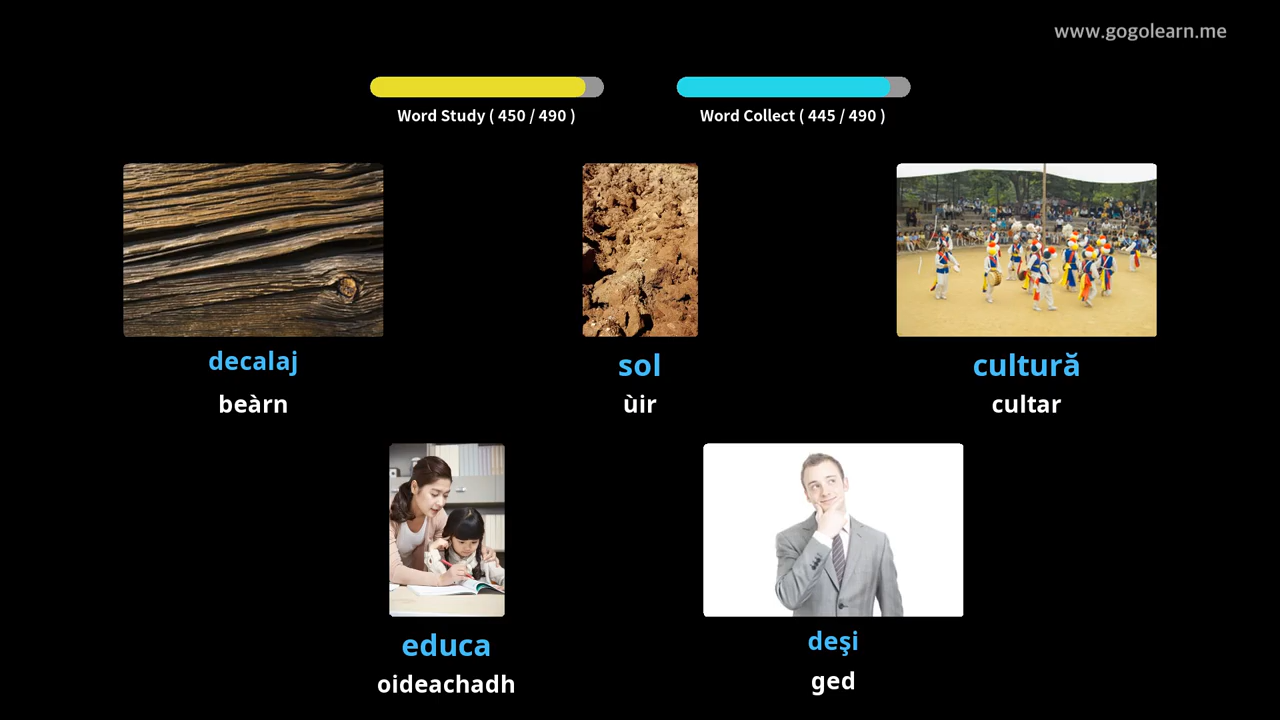 www.gogolearn.me
Word Study ( 450 / 490 )
Word Collect ( 445 / 490 )
decalaj
sol
cultură
beàrn
ùir
cultar
educa
deşi
oideachadh
ged